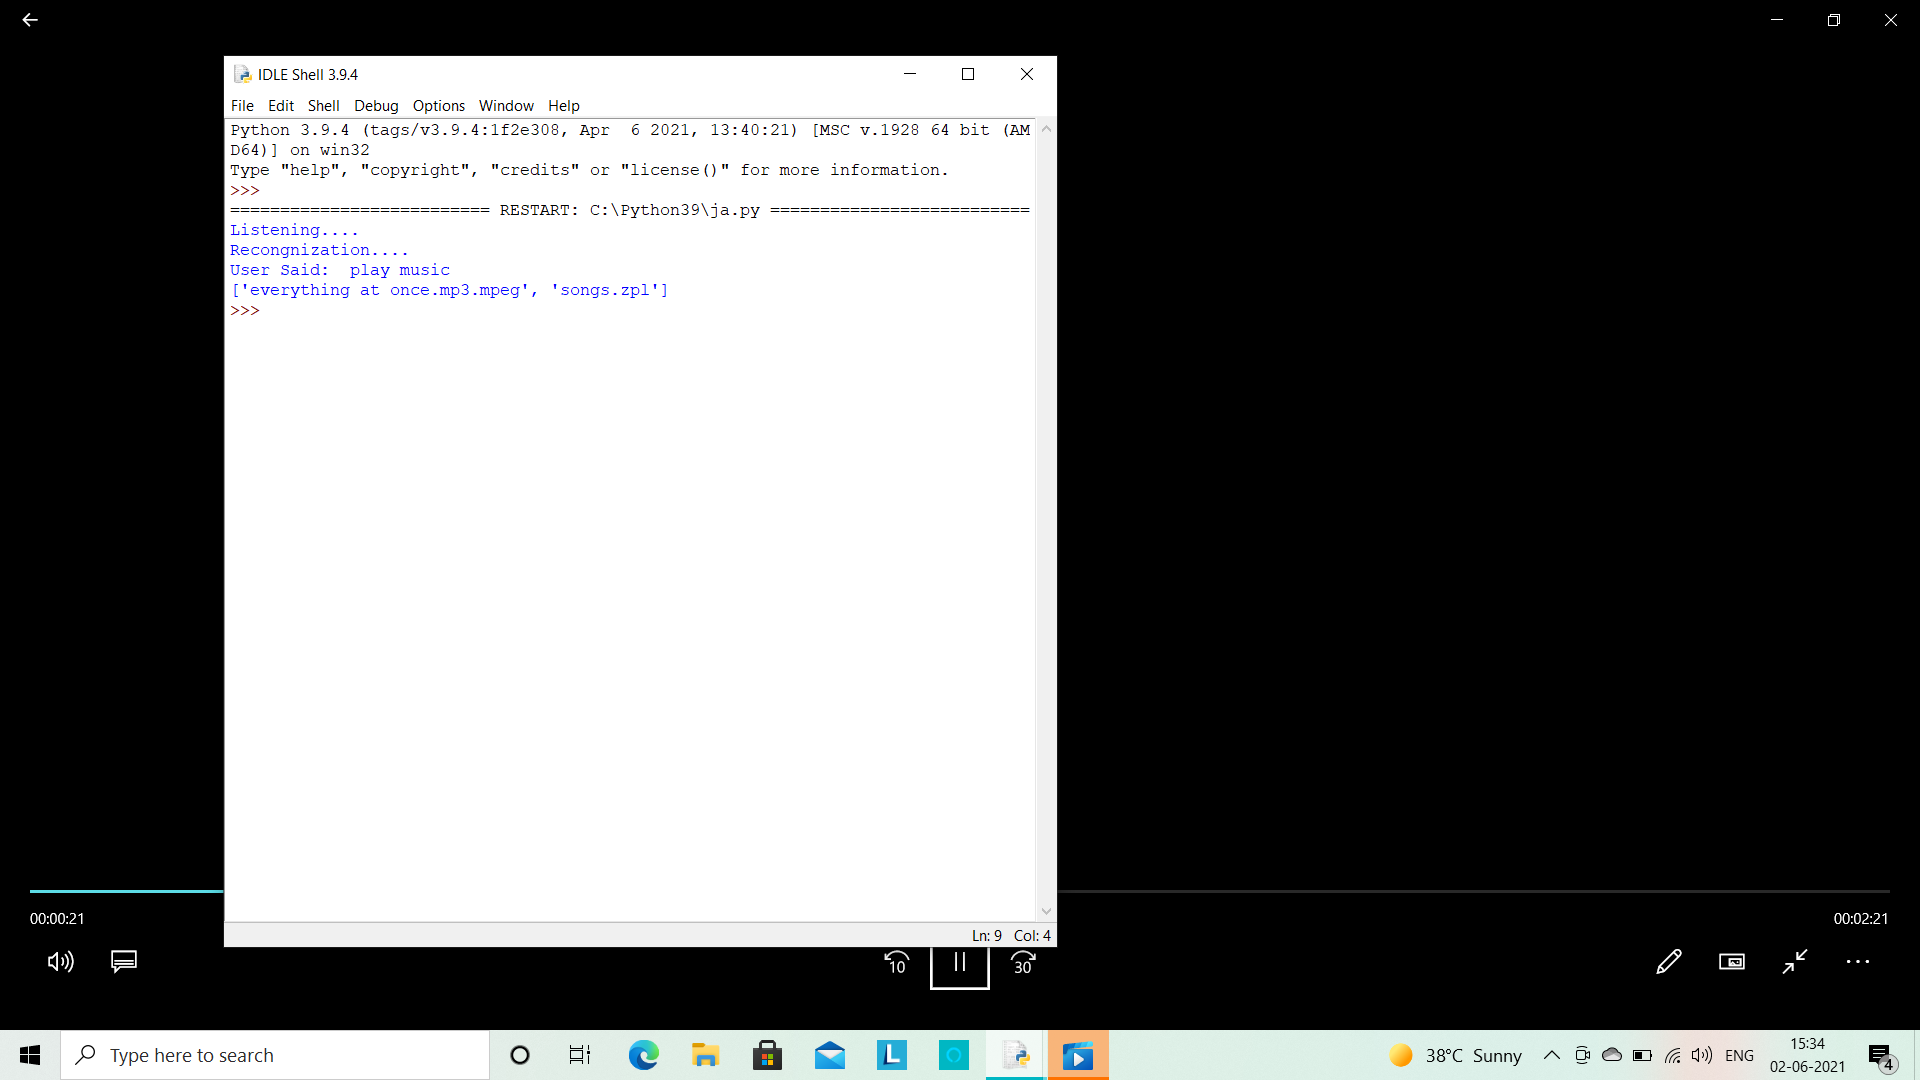 IDLE Shell 3.9.4
File Edit Shell Debug Options Window Help
Python 3.9.4 (tags/v3.9.4:1f2e308, Apr  6 2021, 13:40:21) [MSC v.1928 64 bit (AM
D64)] on win32
Type "help", "copyright", "credits" or "license()" for more information.
>>>
========================== RESTART: C:\Python39\ja.py ==========================
Listening....
Recongnization....
User Said:  play music
['everything at once.mp3.mpeg', 'songs.zpl']
>>>
Ln: 9 Col: 4
00:00:21
00:02:21
10
30
Type here to search
L
38°C Sunny
ENG
15:34
02-06-2021
4